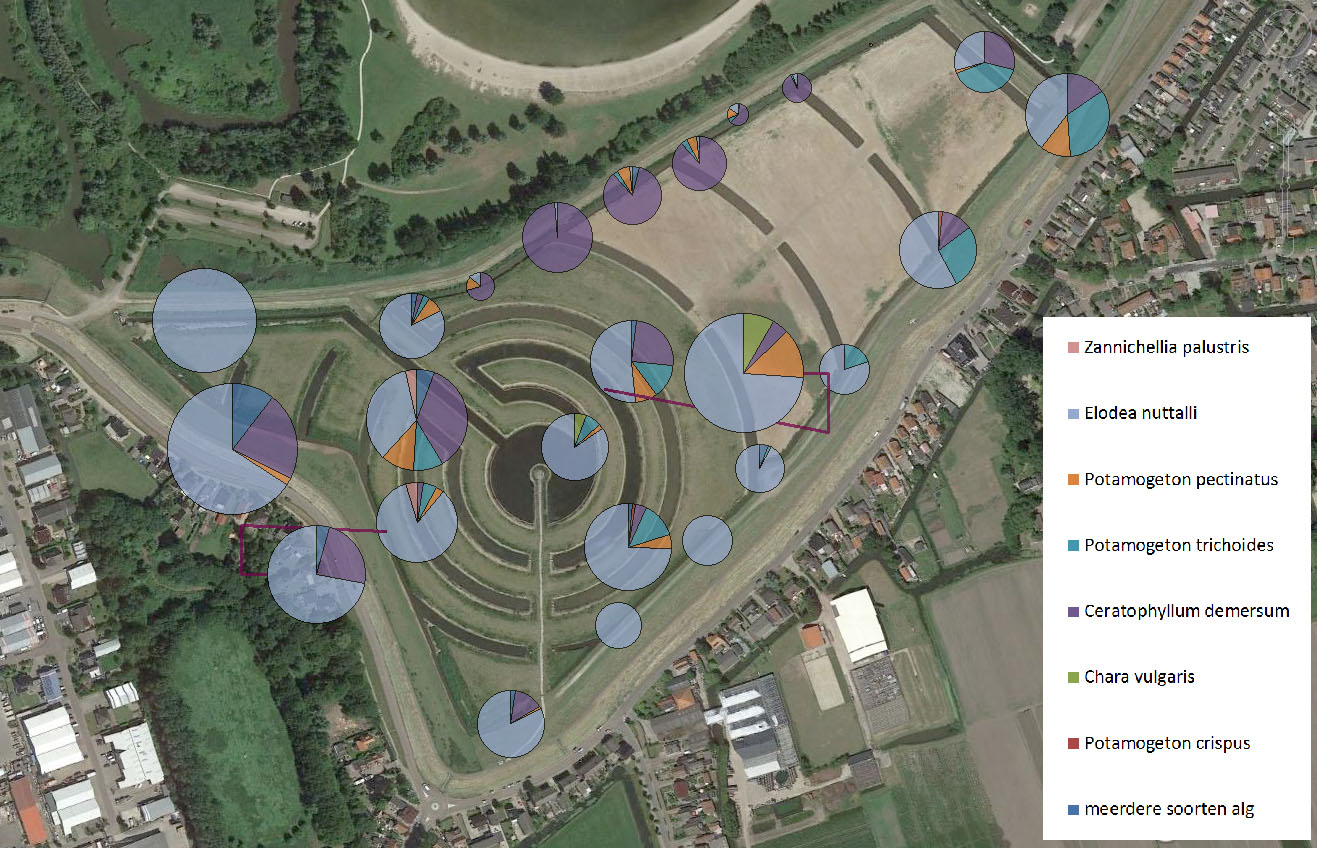 Zannichellia palustris
Elodea nuttalli
Potamogeton pectinatus
Potamogeton trichoides
Ceratophyllum demersum
Chara vulgaris
Potamogeton crispus
meerdere soorten alg